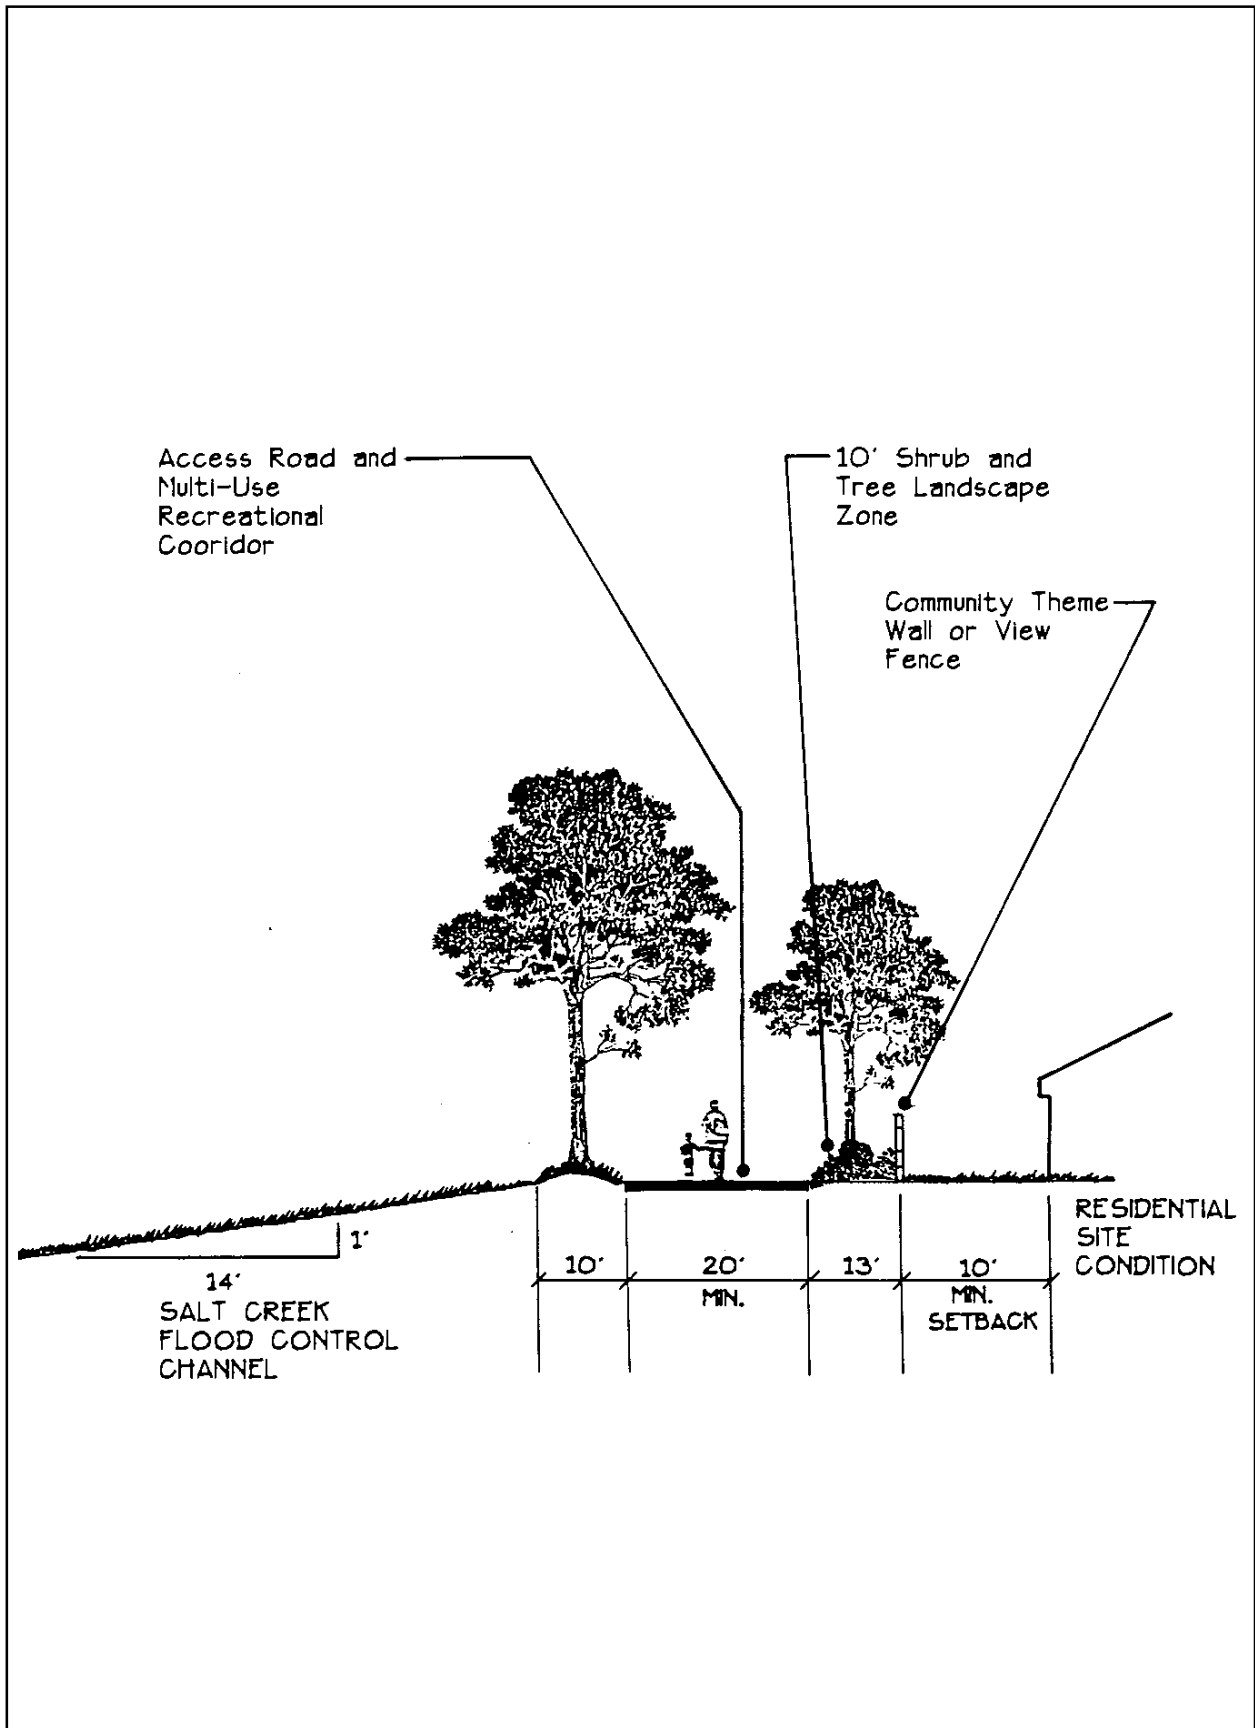 Access Road and
Multi-Use
Recreational
Cooridor
10' Shrub and
Tree Landscape
Zone
Community Theme
Wall or View
Fence
1'
14'
SALT CREEK
FLOOD CONTROL
CHANNEL
10'
20'
MIN.
13'
10'
MIN.
SETBACK
RESIDENTIAL
SITE
CONDITION